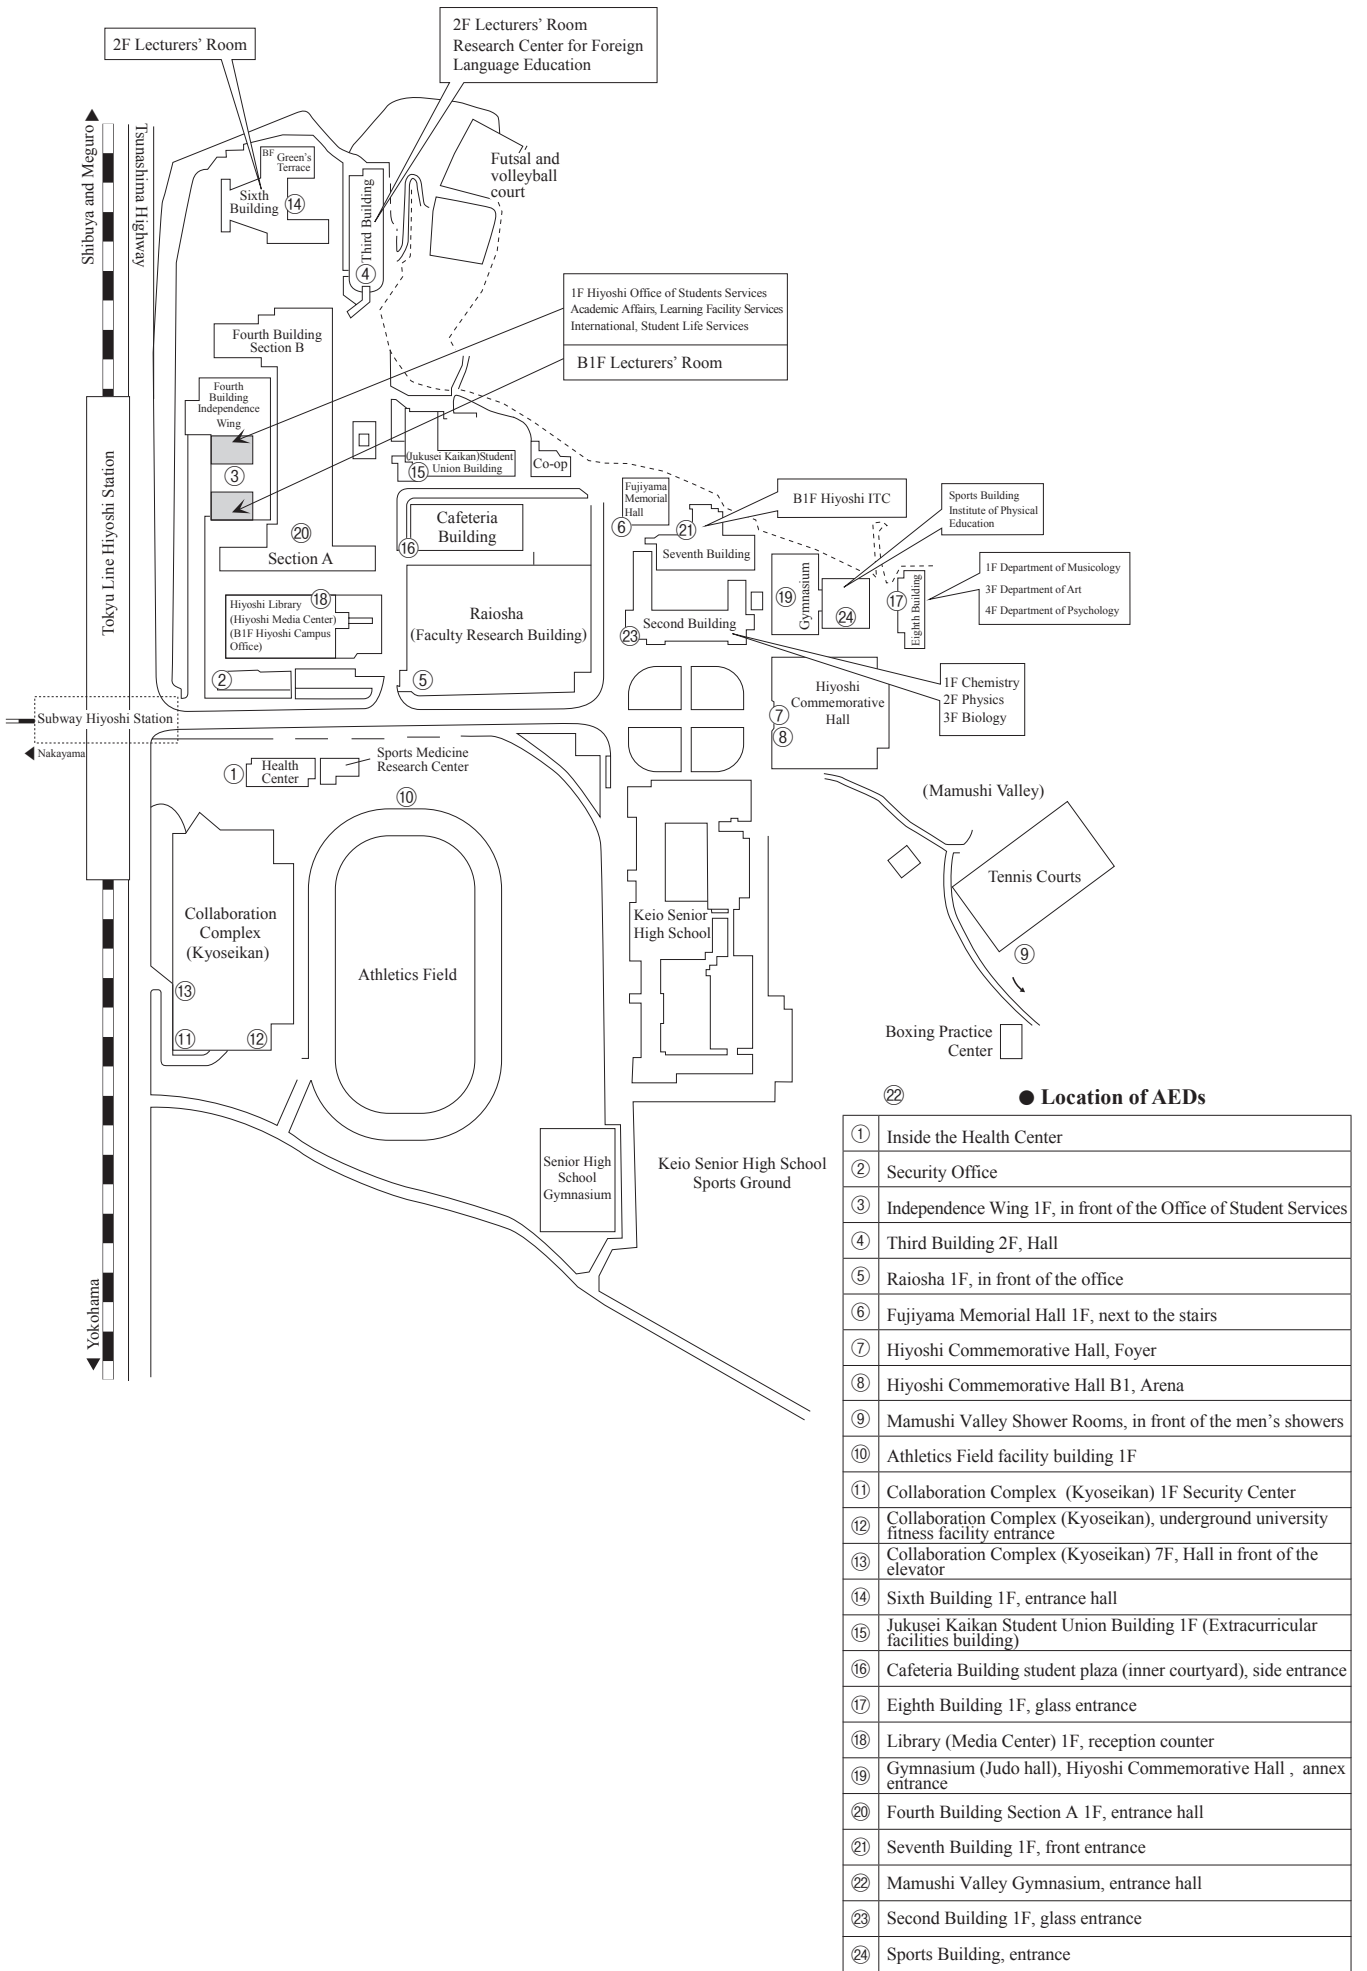 2F Lecturers' Room
2F Lecturers' Room
Research Center for Foreign
Language Education
Shibuya and Meguro
Tsunashima Highway
BF Green's
Terrace
Sixth
Building
⑭
Third Building
④
Futsal and
volleyball
court
1F Hiyoshi Office of Students Services
Academic Affairs, Learning Facility Services
International, Student Life Services
B1F Lecturers' Room
Fourth Building
Section B
Fourth
Building
Independence
Wing
③
⑳
Section A
(Jukusei Kaikan)Student
Union Building
⑮
Co-op
Cafeteria
Building
⑯
Fujiyama
Memorial
Hall
⑥
B1F Hiyoshi ITC
㉑
Seventh Building
Sports Building
Institute of Physical
Education
Gymnasium
⑲
㉔
⑰
Eighth Building
1F Department of Musicology
3F Department of Art
4F Department of Psychology
Tokyu Line Hiyoshi Station
Hiyoshi Library
(Hiyoshi Media Center)
(B1F Hiyoshi Campus
Office)
⑱
Raiosha
(Faculty Research Building)
Second Building
㉓
②
⑤
1F Chemistry
2F Physics
3F Biology
Hiyoshi
Commemorative
Hall
⑦
⑧
Subway Hiyoshi Station
Nakayama
①
Health
Center
Sports Medicine
Research Center
⑩
(Mamushi Valley)
Tennis Courts
Collaboration
Complex
(Kyoseikan)
Keio Senior
High School
Athletics Field
⑨
⑬
⑪
⑫
Boxing Practice
Center
Senior High
School
Gymnasium
Keio Senior High School
Sports Ground
Yokohama
㉒
● Location of AEDs
① Inside the Health Center
② Security Office
③ Independence Wing 1F, in front of the Office of Student Services
④ Third Building 2F, Hall
⑤ Raiosha 1F, in front of the office
⑥ Fujiyama Memorial Hall 1F, next to the stairs
⑦ Hiyoshi Commemorative Hall, Foyer
⑧ Hiyoshi Commemorative Hall B1, Arena
⑨ Mamushi Valley Shower Rooms, in front of the men's showers
⑩ Athletics Field facility building 1F
⑪ Collaboration Complex (Kyoseikan) 1F Security Center
⑫ Collaboration Complex (Kyoseikan), underground university
fitness facility entrance
⑬ Collaboration Complex (Kyoseikan) 7F, Hall in front of the
elevator
⑭ Sixth Building 1F, entrance hall
⑮ Jukusei Kaikan Student Union Building 1F (Extracurricular
facilities building)
⑯ Cafeteria Building student plaza (inner courtyard), side entrance
⑰ Eighth Building 1F, glass entrance
⑱ Library (Media Center) 1F, reception counter
⑲ Gymnasium (Judo hall), Hiyoshi Commemorative Hall , annex
entrance
⑳ Fourth Building Section A 1F, entrance hall
㉑ Seventh Building 1F, front entrance
㉒ Mamushi Valley Gymnasium, entrance hall
㉓ Second Building 1F, glass entrance
㉔ Sports Building, entrance